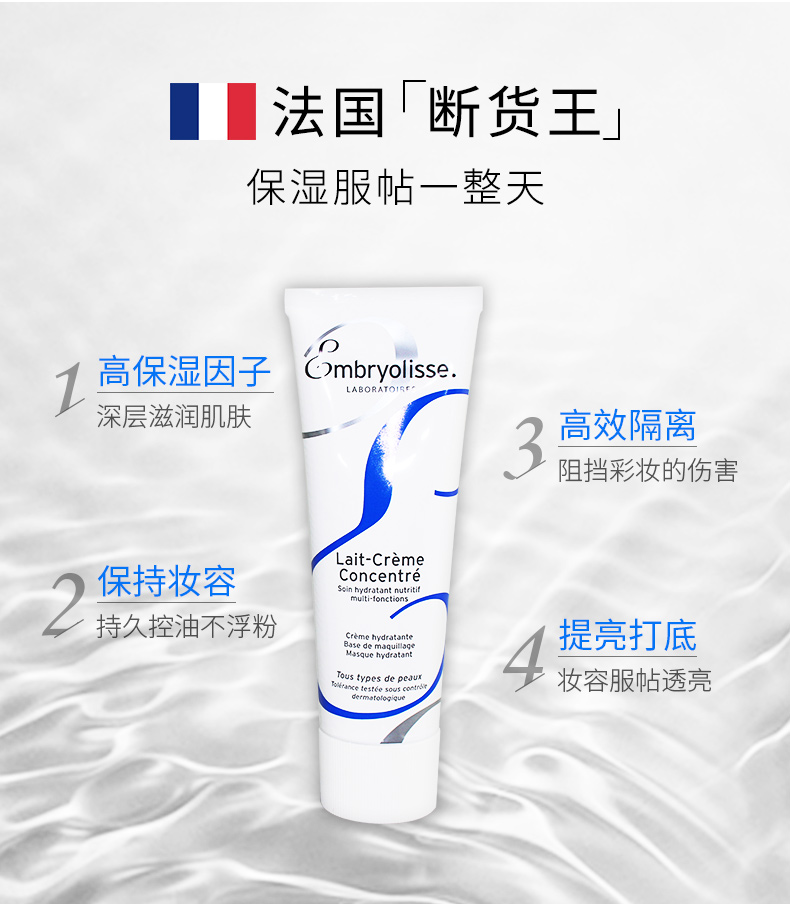 法国「断货王」
保湿服帖一整天
1 高保湿因子
深层滋润肌肤
2 保持妆容
持久控油不浮粉
3 高效隔离
阻挡彩妆的伤害
4 提亮打底
妆容服帖透亮
Embryolisse.
LABORATOIRES
Lait-Crème
Concentré
Soin hydratant nutritif
multi-fonctions
Crème hydratante
Base de maquillage
Masque hydratant
Tous types de peaux
Tolérance testée sous contrôle
dermatologique